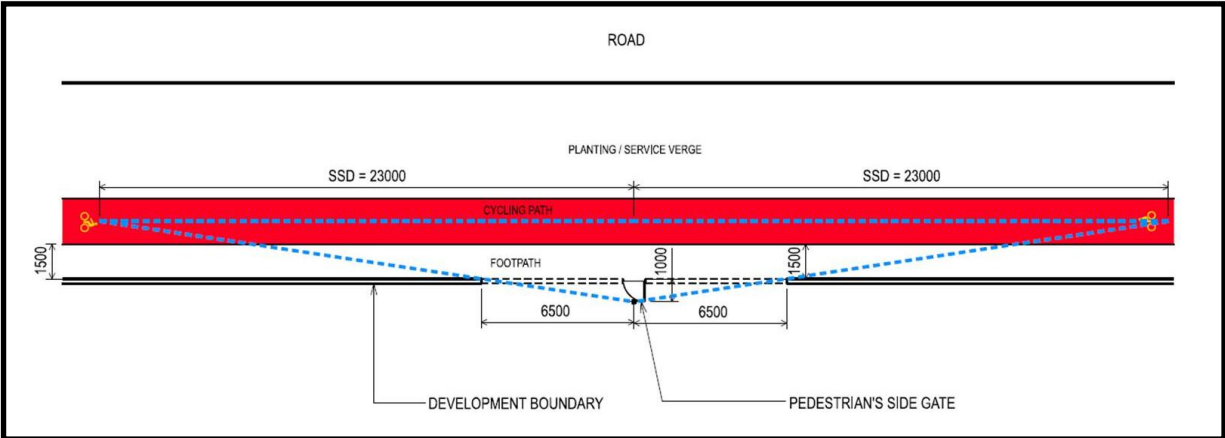 ROAD
PLANTING / SERVICE VERGE
SSD = 23000
SSD = 23000
CYCLING PATH
1500
FOOTPATH
1000
1500
6500
6500
DEVELOPMENT BOUNDARY
PEDESTRIAN'S SIDE GATE